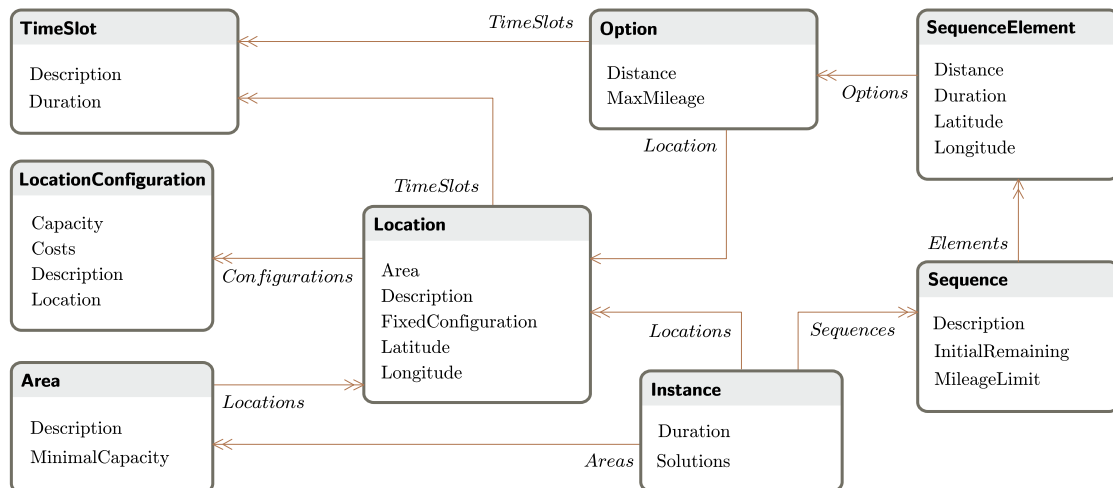 TimeSlot
Description
Duration
TimeSlots
Option
Distance
MaxMileage
SequenceElement
Distance
Duration
Latitude
Longitude
Options
Location
LocationConfiguration
Capacity
Costs
Description
Location
TimeSlots
Location
Area
Description
FixedConfiguration
Latitude
Longitude
Configurations
Elements
Sequence
Description
InitialRemaining
MileageLimit
Locations
Sequences
Area
Description
MinimalCapacity
Locations
Instance
Duration
Solutions
Areas